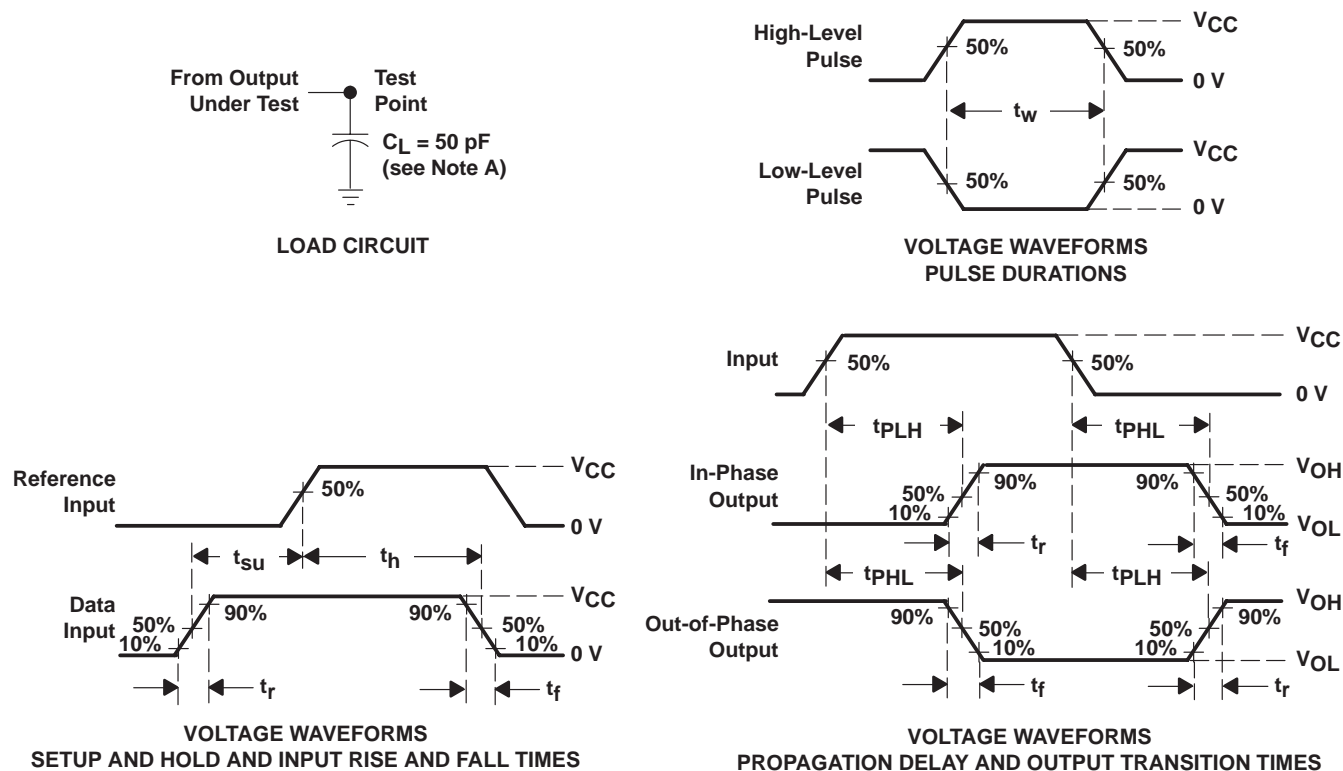 From Output
Under Test
Test
Point
CL = 50 pF
(see Note A)
LOAD CIRCUIT
High-Level
Pulse
50%
50%
VCC
0 V
tw
Low-Level
Pulse
50%
50%
VCC
0 V
VOLTAGE WAVEFORMS
PULSE DURATIONS
Reference
Input
50%
VCC
0 V
tsu
th
Data
Input
50%
10%
90%
90%
50%
10%
VCC
0 V
tr
tf
VOLTAGE WAVEFORMS
SETUP AND HOLD AND INPUT RISE AND FALL TIMES
Input
50%
50%
VCC
0 V
tPLH
tPHL
In-Phase
Output
50%
10%
90%
90%
50%
10%
VOH
VOL
tr
tf
tPHL
tPLH
Out-of-Phase
Output
90%
50%
10%
50%
10%
90%
VOH
VOL
tf
tr
VOLTAGE WAVEFORMS
PROPAGATION DELAY AND OUTPUT TRANSITION TIMES